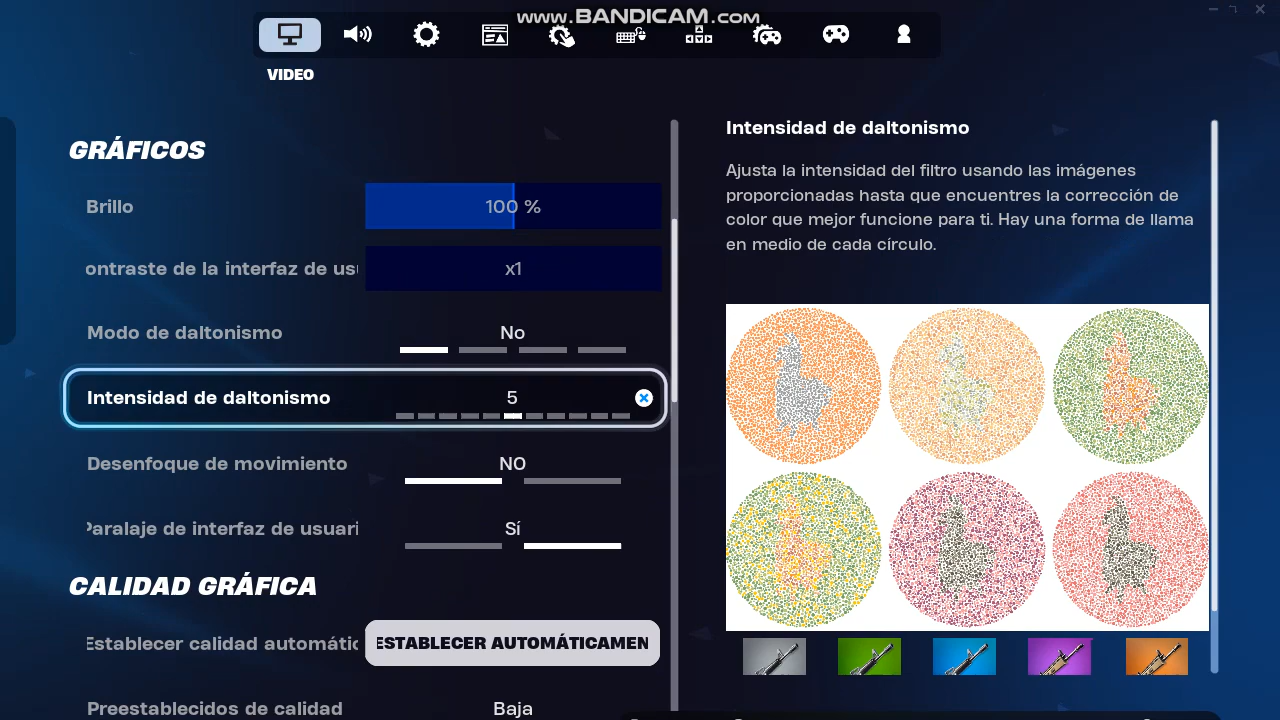 www.BANDICAM.com
VIDEO
GRÁFICOS
Brillo
100 %
ontraste de la interfaz de usu
x1
Modo de daltonismo
No
Intensidad de daltonismo
5
Desenfoque de movimiento
NO
Paralaje de interfaz de usuari
Sí
CALIDAD GRÁFICA
Establecer calidad automátic
ESTABLECER AUTOMÁTICAMEN
Preestablecidos de calidad
Baja
Intensidad de daltonismo
Ajusta la intensidad del filtro usando las imágenes
proporcionadas hasta que encuentres la corrección de
color que mejor funcione para ti. Hay una forma de llama
en medio de cada círculo.